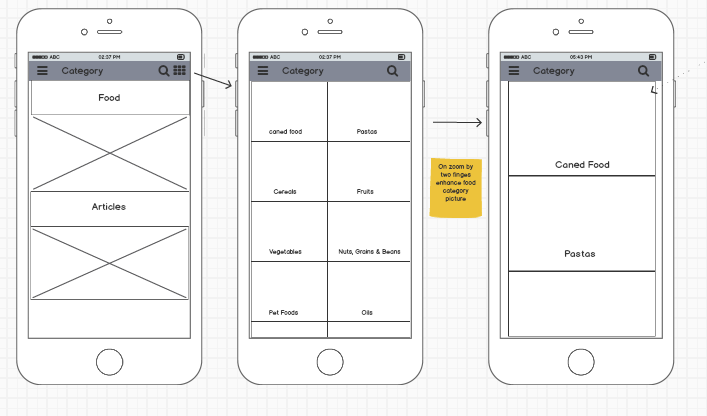 ABC 02:37 PM
Category
Food
Articles
ABC 02:37 PM
Category
caned food Pastas
Cereals Fruits
Vegetables Nuts, Grains & Beans
Pet Foods Oils
On zoom by
two finges
enhance food
category
picture
ABC 05:43 PM
Category
Caned Food
Pastas